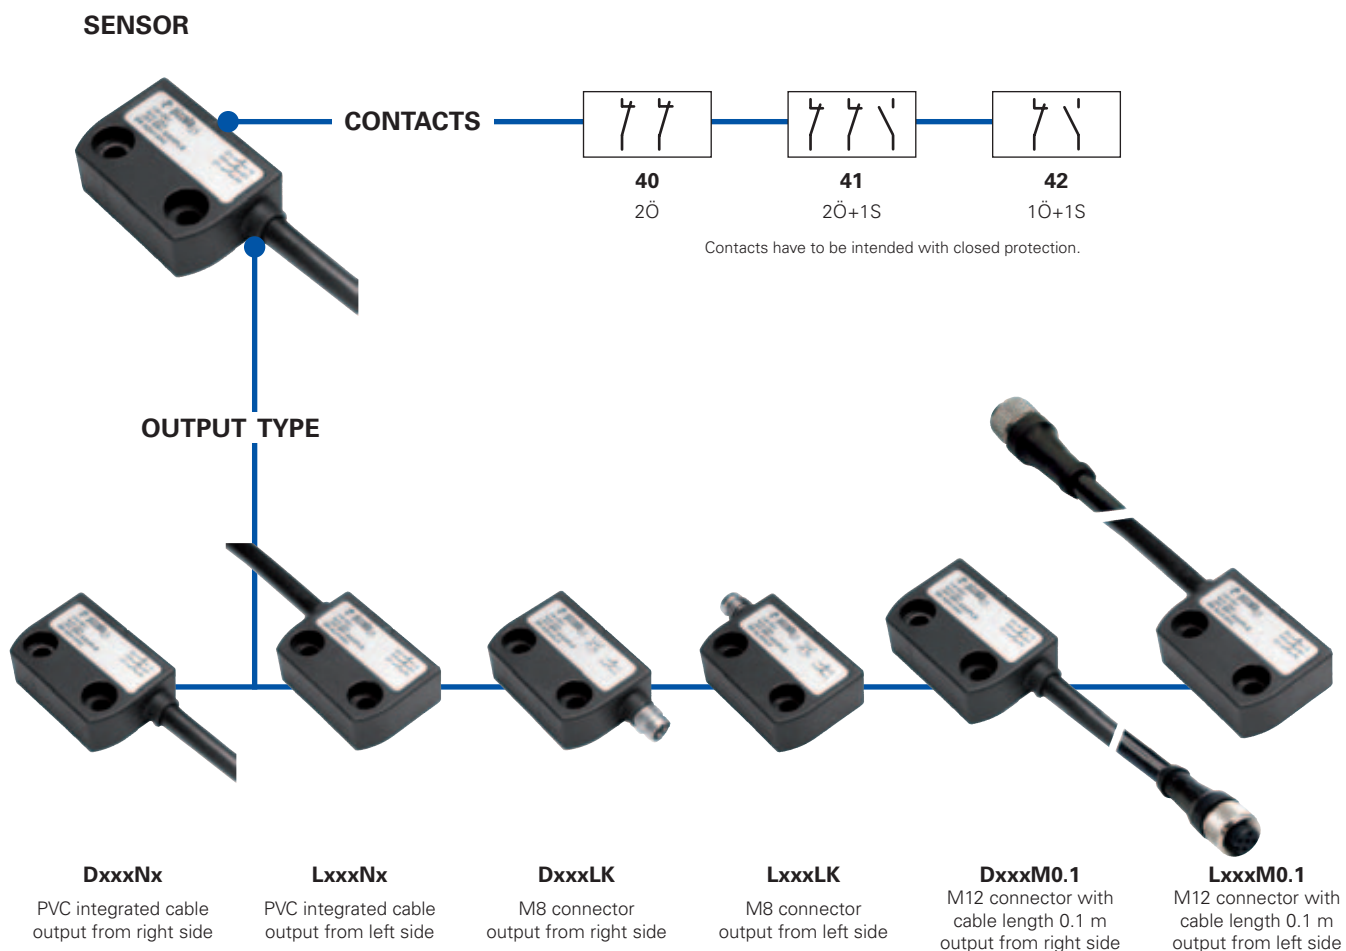 SENSOR
CONTACTS
40
2Ö
41
2Ö+1S
42
1Ö+1S
Contacts have to be intended with closed protection.
OUTPUT TYPE
DxxxNx
PVC integrated cable
output from right side
LxxxNx
PVC integrated cable
output from left side
DxxxLK
M8 connector
output from right side
LxxxLK
M8 connector
output from left side
DxxxM0.1
M12 connector with
cable length 0.1 m
output from right side
LxxxM0.1
M12 connector with
cable length 0.1 m
output from left side